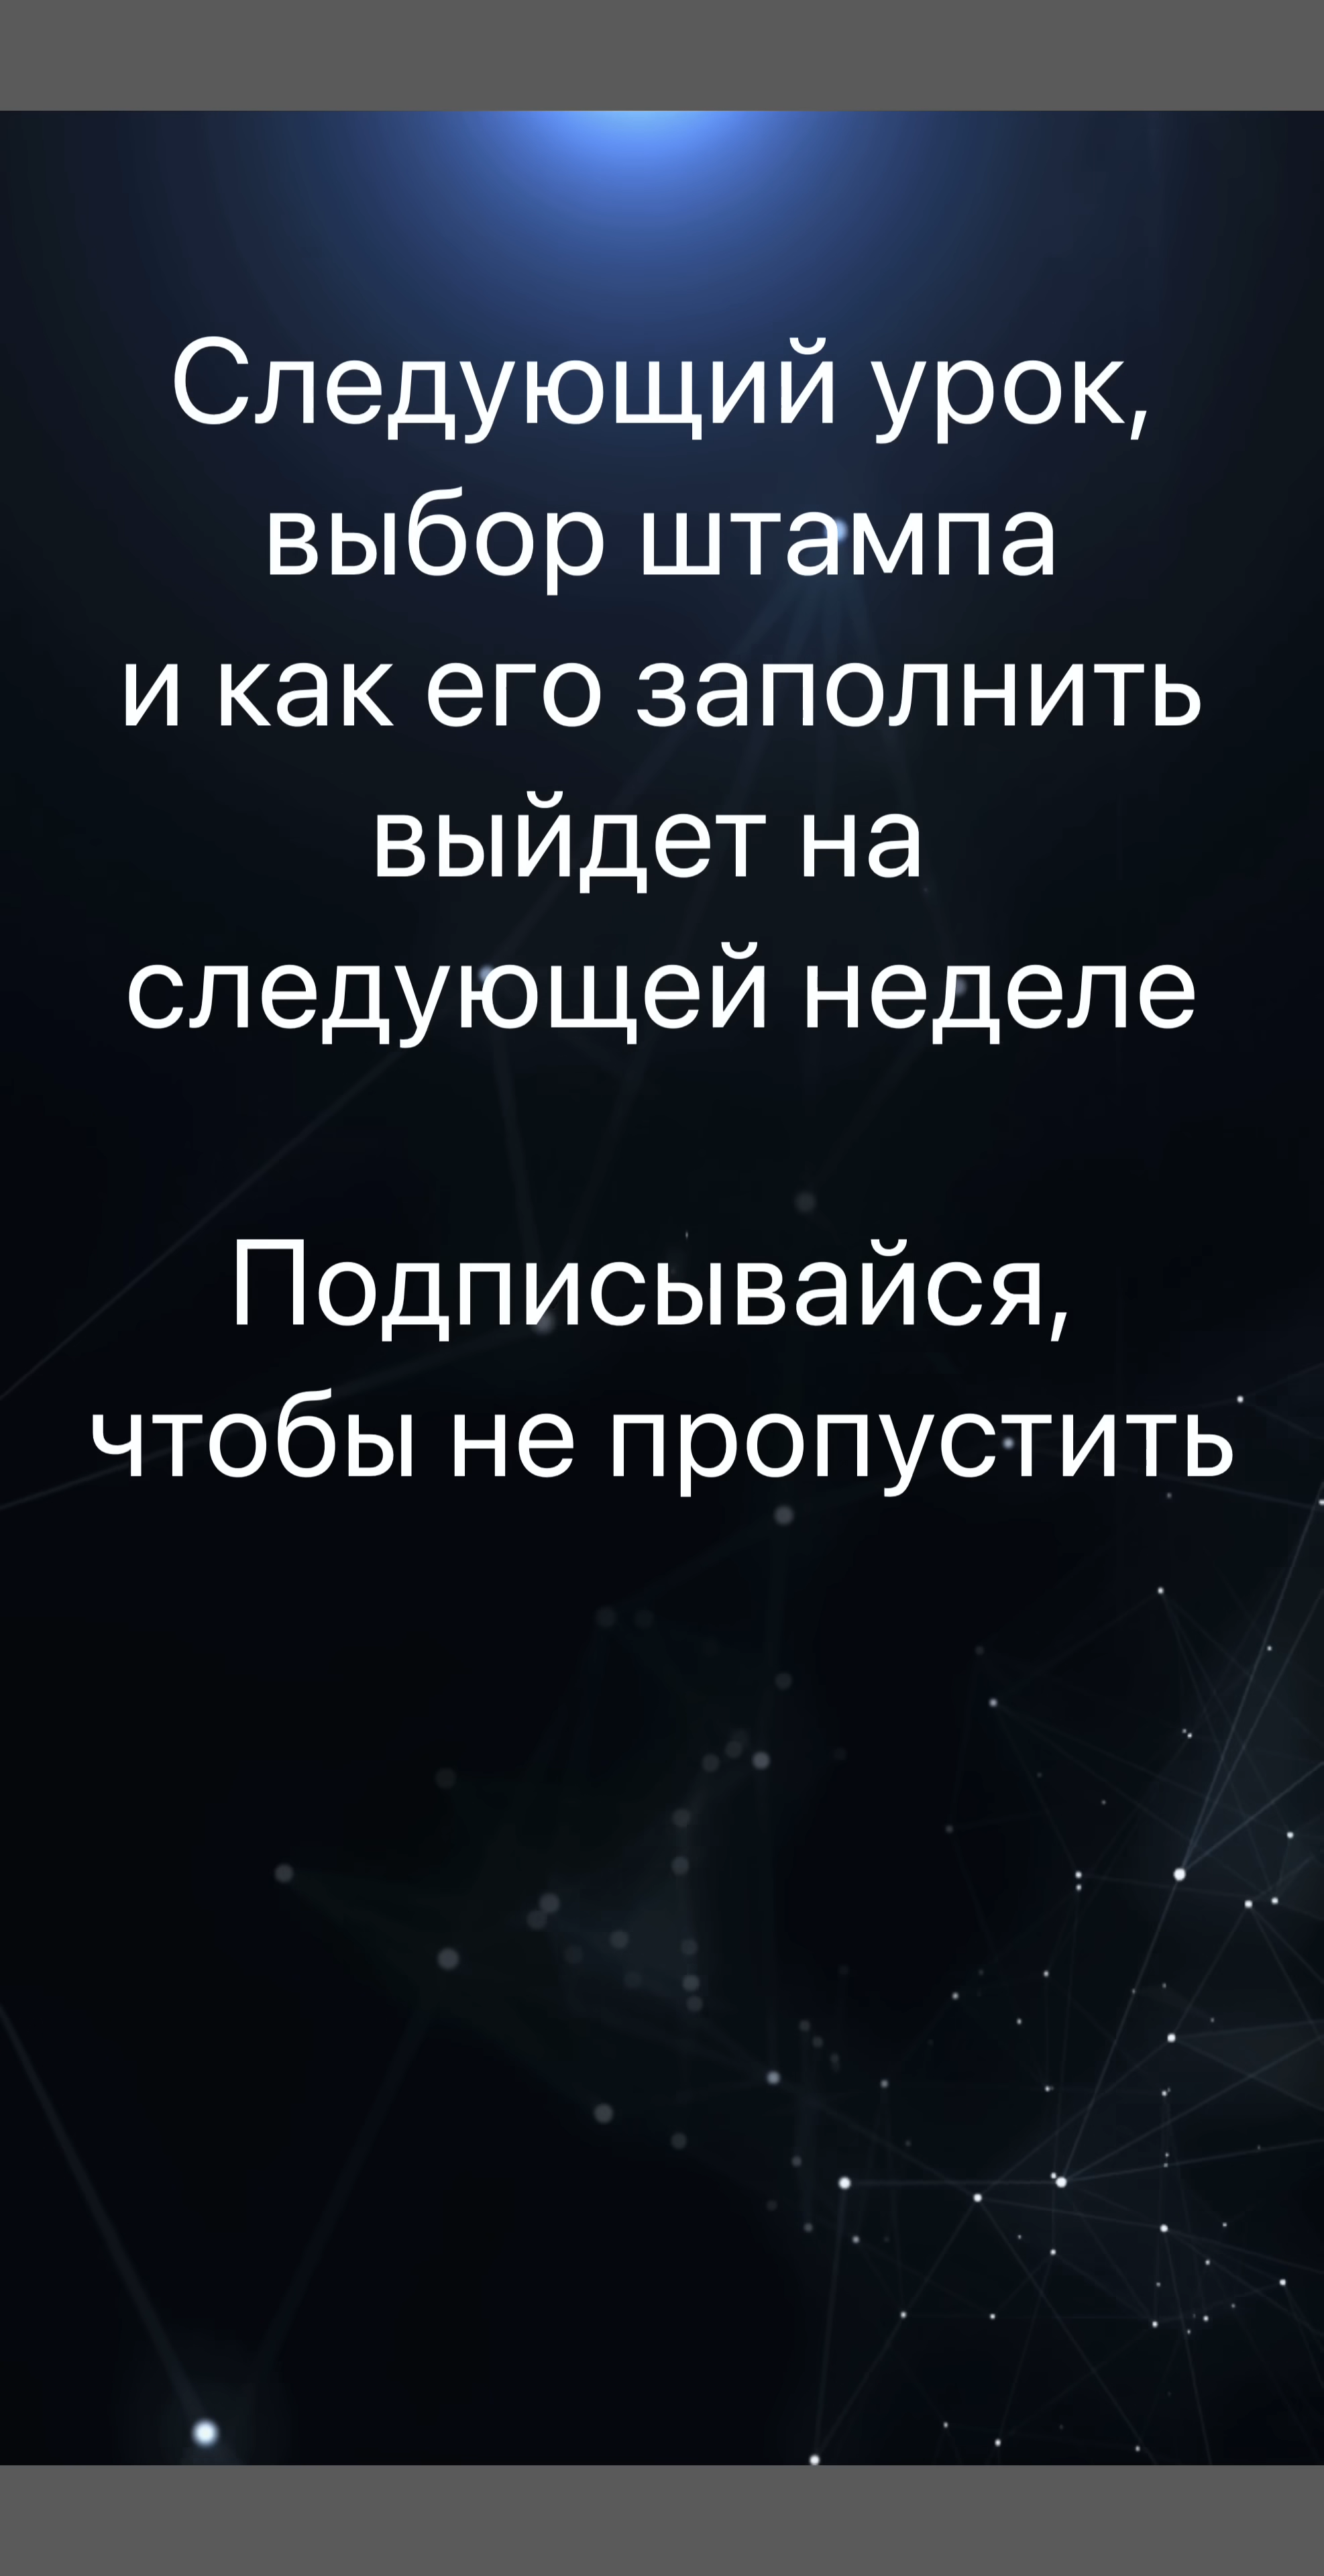 Следующий урок,
выбор штампа
и как его заполнить
выйдет на
следующей неделе
Подписывайся,
чтобы не пропустить